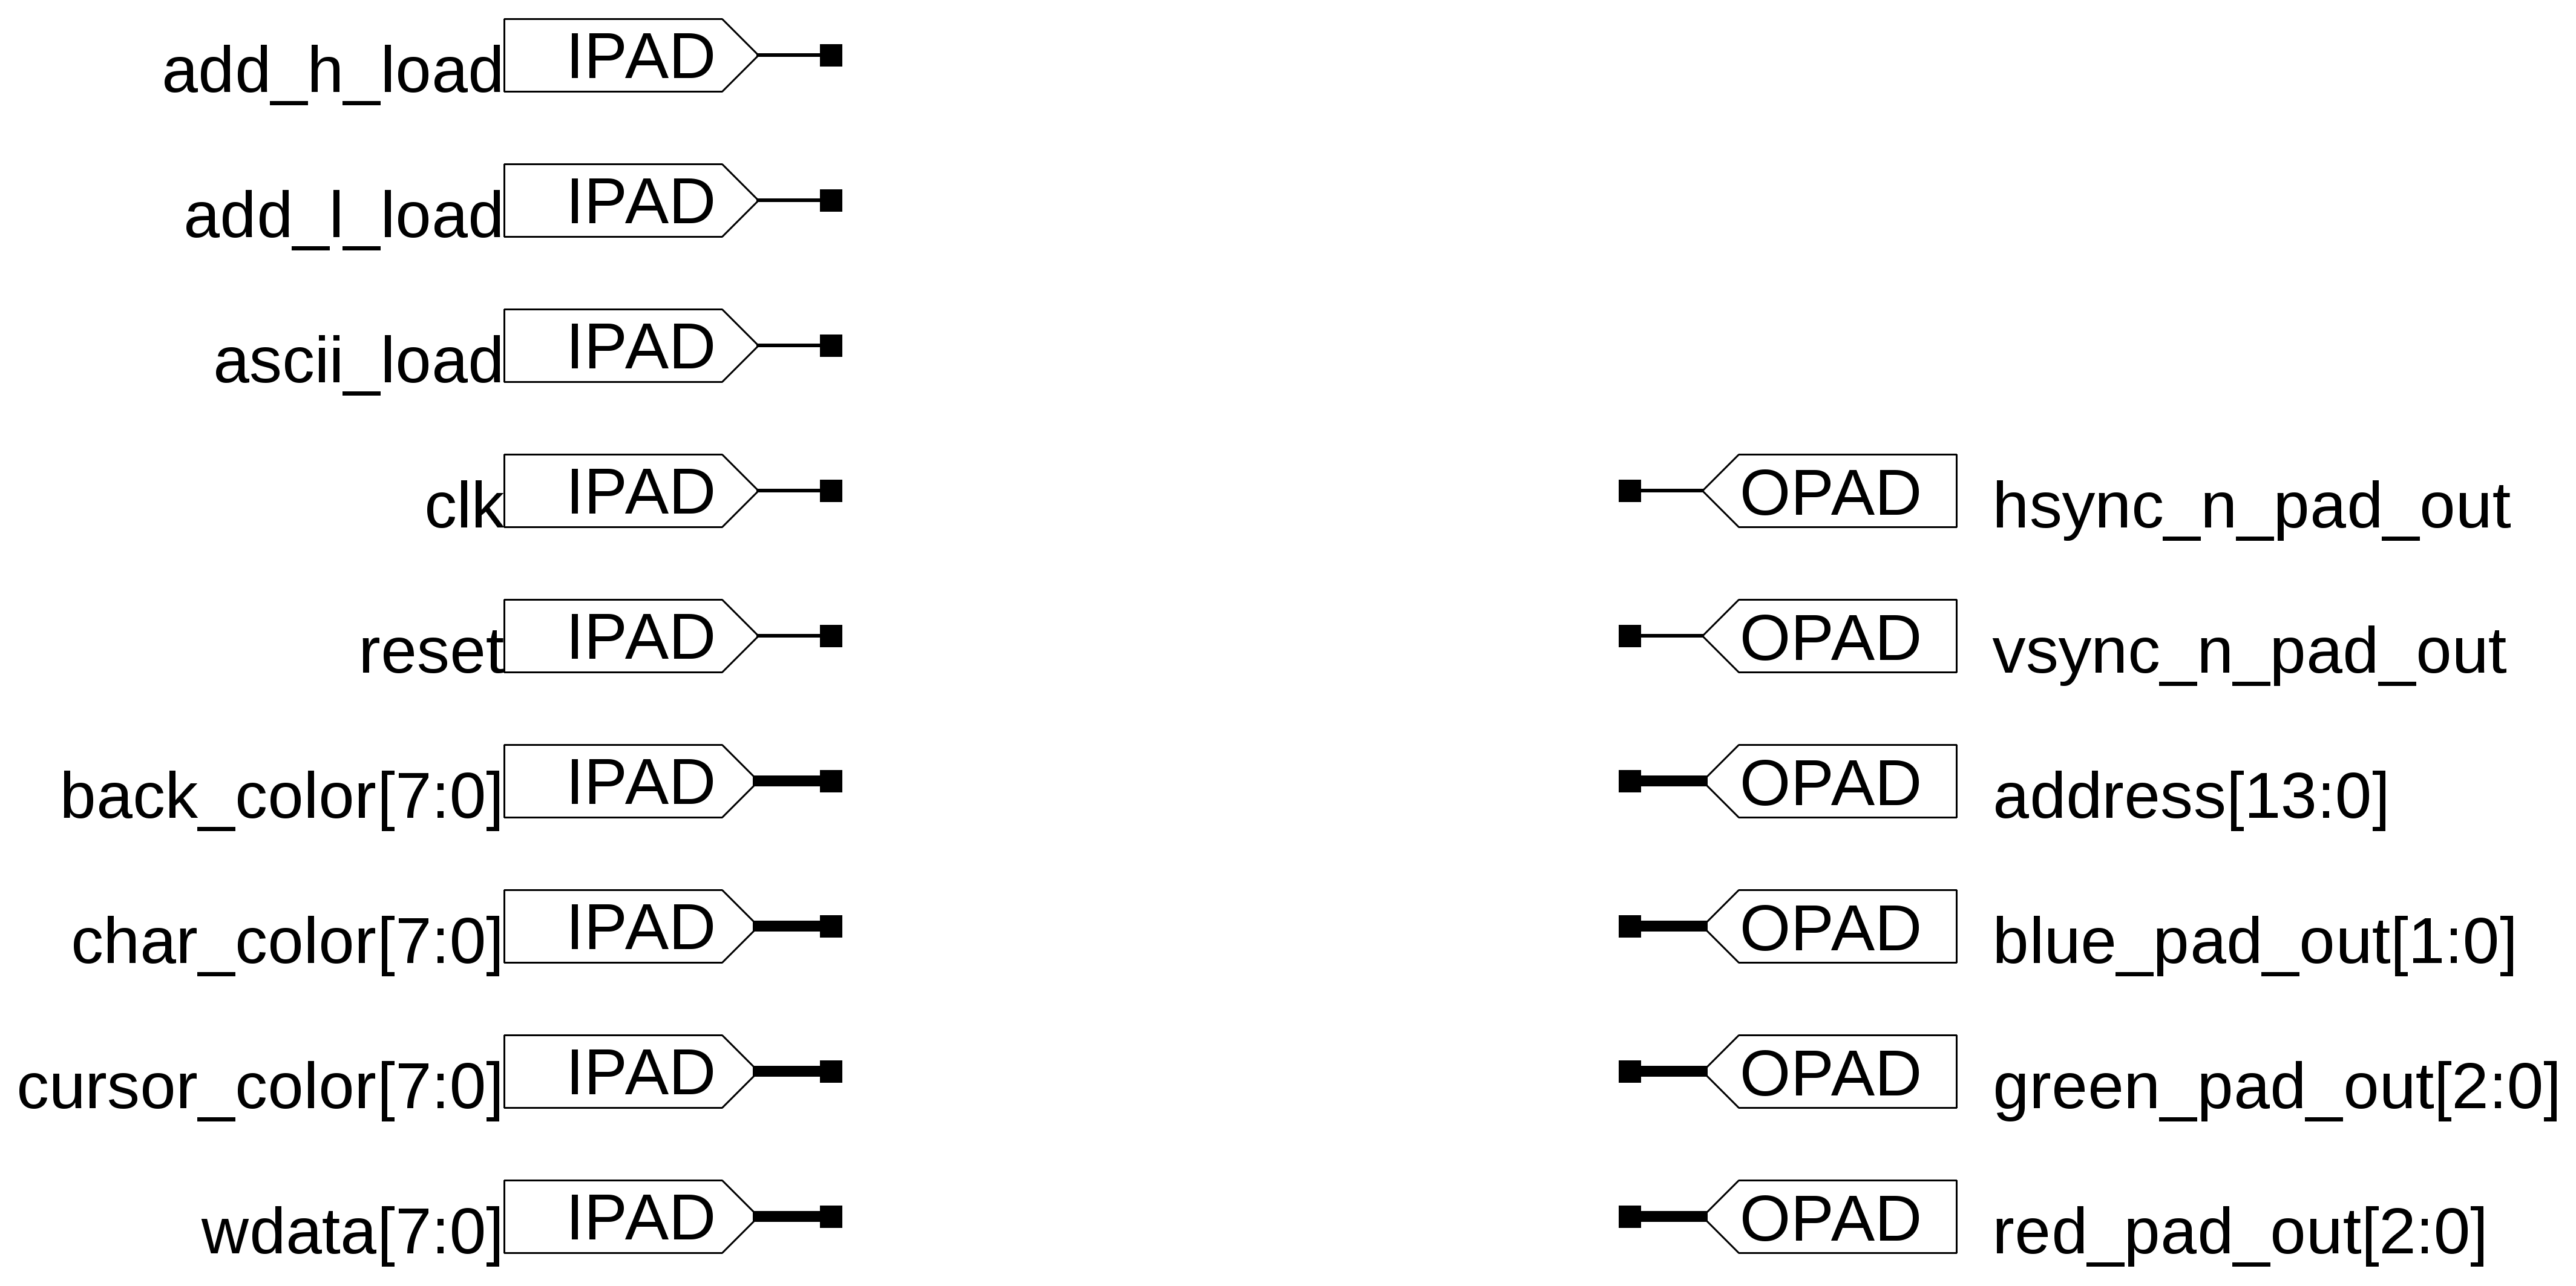 add_h_load IPAD
add_l_load IPAD
ascii_load IPAD
clk IPAD OPAD hsync_n_pad_out
reset IPAD OPAD vsync_n_pad_out
back_color[7:0] IPAD OPAD address[13:0]
char_color[7:0] IPAD OPAD blue_pad_out[1:0]
cursor_color[7:0] IPAD OPAD green_pad_out[2:0]
wdata[7:0] IPAD OPAD red_pad_out[2:0]